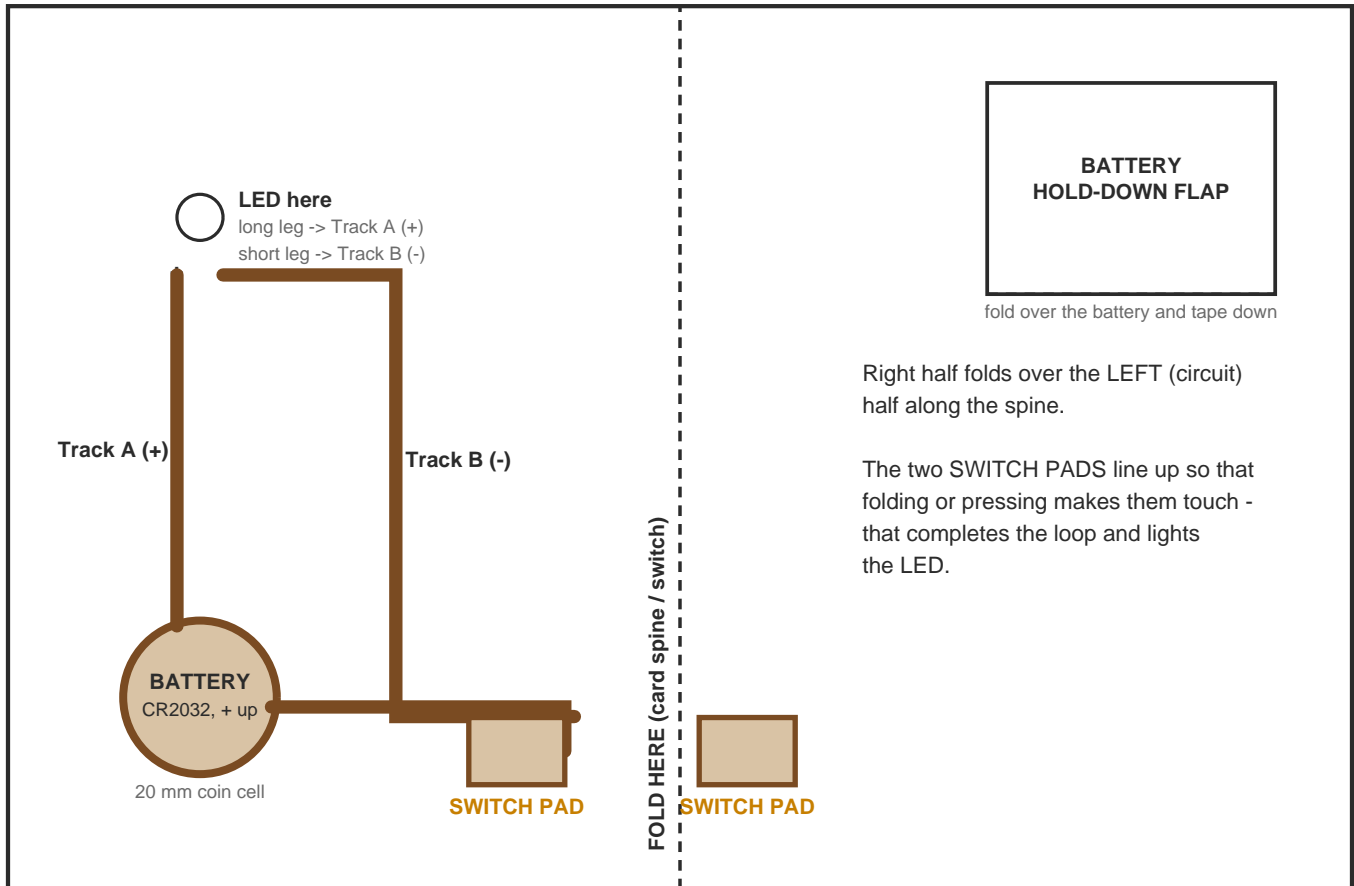 BATTERY
HOLD-DOWN FLAP
fold over the battery and tape down
LED here
long leg -> Track A (+)
short leg -> Track B (-)
Right half folds over the LEFT (circuit)
half along the spine.
The two SWITCH PADS line up so that
folding or pressing makes them touch -
that completes the loop and lights
the LED.
Track A (+)
Track B (-)
FOLD HERE (card spine / switch)
BATTERY
CR2032, + up
20 mm coin cell
SWITCH PAD
SWITCH PAD